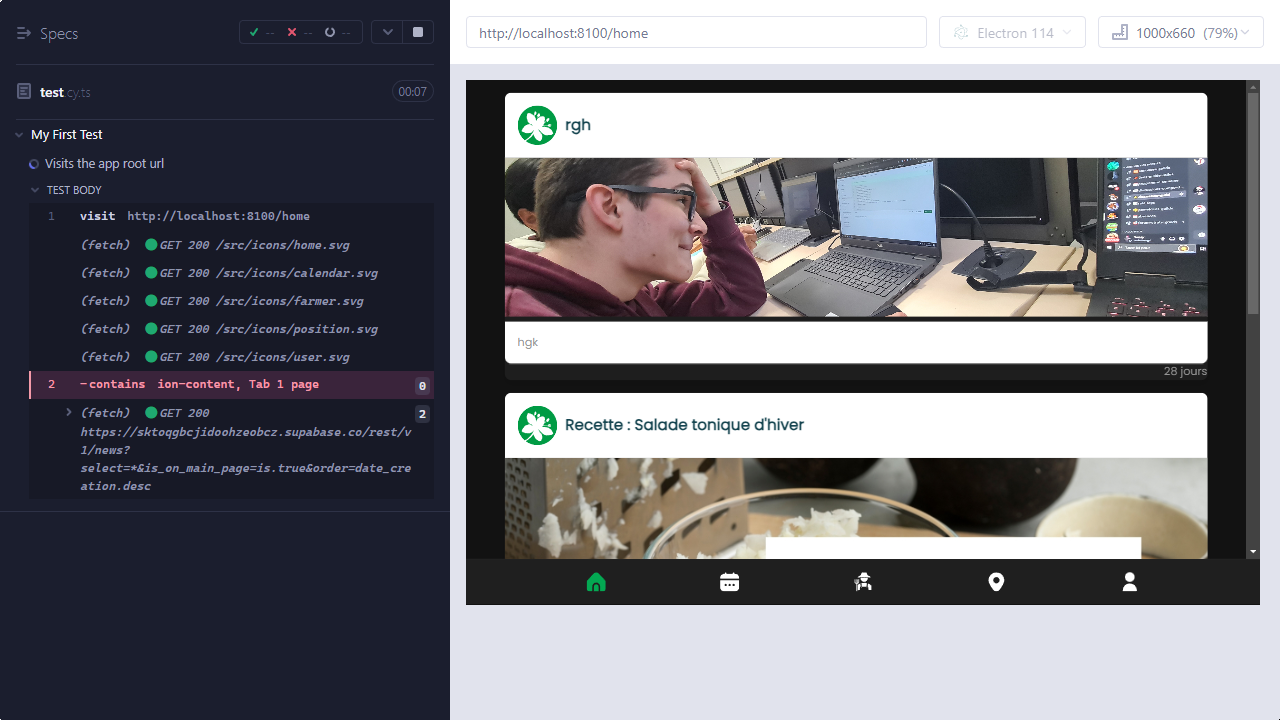 Specs
-- -- --
test cy.ts 00:07
My First Test
Visits the app root url
TEST BODY
1 visit http://localhost:8100/home
(fetch) GET 200 /src/icons/home.svg
(fetch) GET 200 /src/icons/calendar.svg
(fetch) GET 200 /src/icons/farmer.svg
(fetch) GET 200 /src/icons/position.svg
(fetch) GET 200 /src/icons/user.svg
2 -contains ion-content, Tab 1 page 0
(fetch) GET 200 2
https://sktoqgbcjidoohzeobcz.supabase.co/rest/v
1/news?
select=*&is_on_main_page=is.true&order=date_cre
ation.desc
http://localhost:8100/home
Electron 114
1000x660 (79%)
rgh
hgk
28 jours
Recette : Salade tonique d'hiver